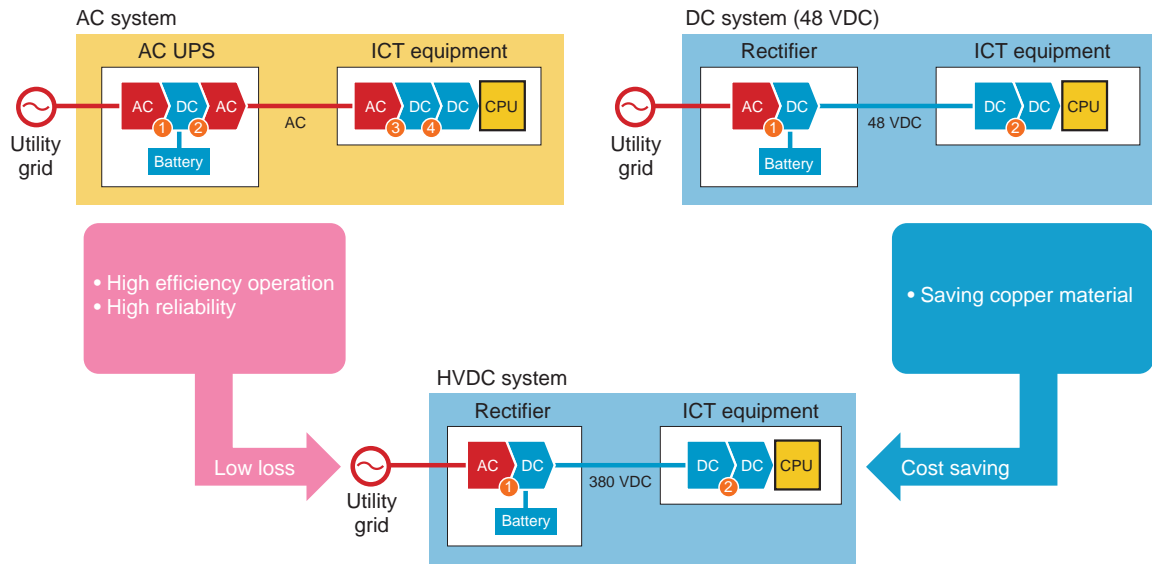 AC system
AC UPS
ICT equipment
AC DC AC
1 2
Battery
AC
AC DC DC CPU
3 4
Utility
grid
DC system (48 VDC)
Rectifier
ICT equipment
AC DC
1
Battery
48 VDC
DC DC CPU
2
Utility
grid
• High efficiency operation
• High reliability
Low loss
• Saving copper material
Cost saving
HVDC system
Rectifier
ICT equipment
AC DC
1
Battery
380 VDC
DC DC CPU
2
Utility
grid